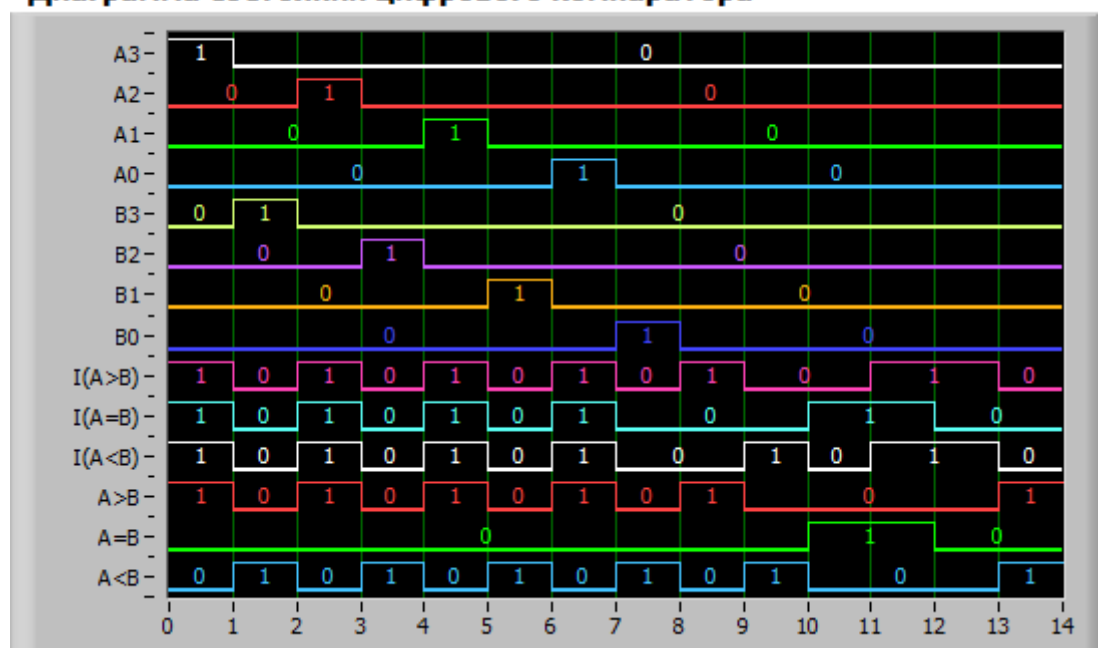 Диаграмма состояний цифрового компаратора
A3 1 0
A2 0 1 0
A1 0 1 0
A0 0 1 0
B3 0 1 0
B2 0 1 0
B1 0 1 0
B0 0 1 0
I(A>B) 1 0 1 0 1 0 1 0 1 0 1 0
I(A=B) 1 0 1 0 1 0 1 0 1 0
I(A<B) 1 0 1 0 1 0 1 0 1 0 1 0
A>B 1 0 1 0 1 0 1 0 1 0 1
A=B 0 1 0
A<B 0 1 0 1 0 1 0 1 0 1 0 1
0 1 2 3 4 5 6 7 8 9 10 11 12 13 14